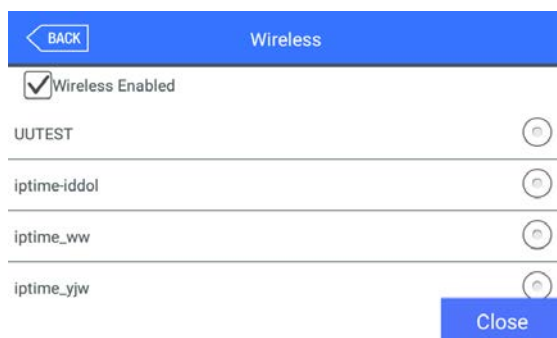 BACK
Wireless
Wireless Enabled
UUTEST
iptime-iddol
iptime_ww
iptime_yjw
Close